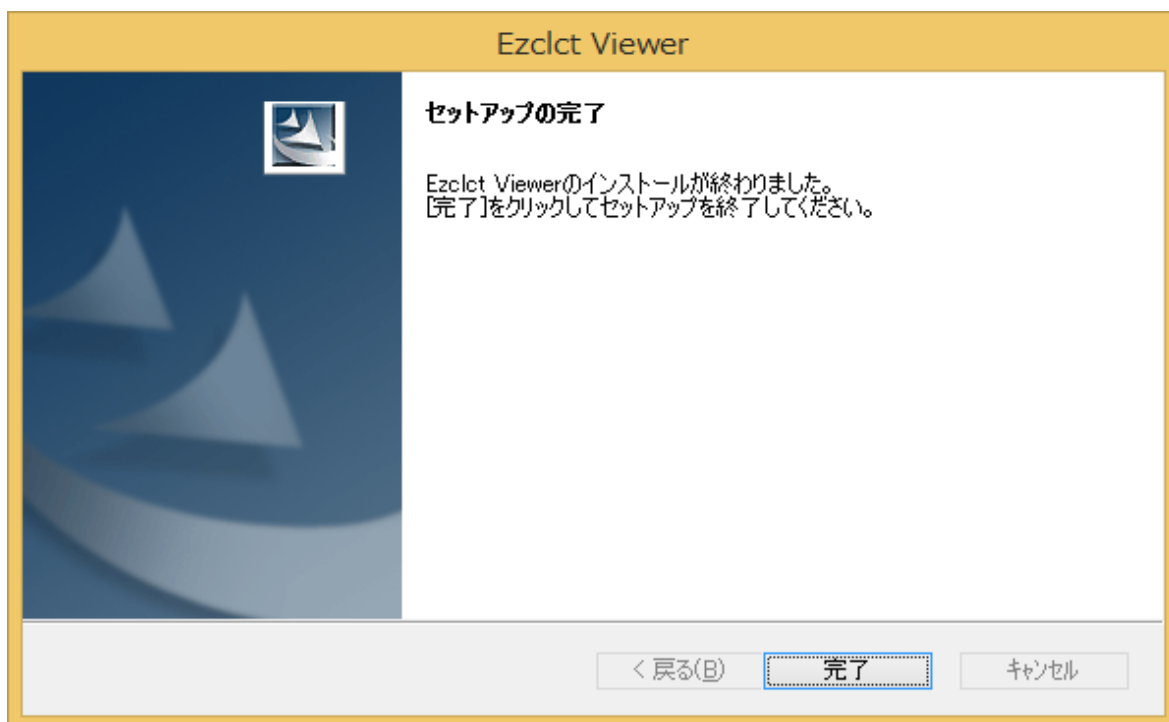 Ezclct Viewer
セットアップの完了
Ezclct Viewerのインストールが終わりました。
[完了]をクリックしてセットアップを終了してください。
< 戻る(B)
完了
キャンセル